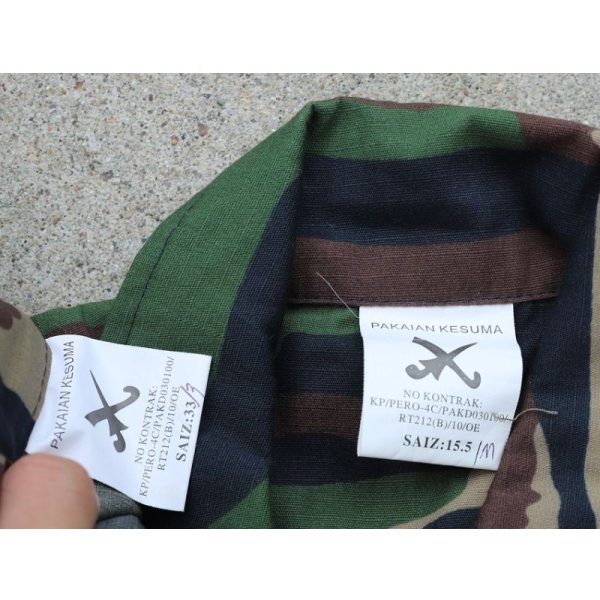 PAKAIAN KESUMA
NO KONTRAK:
KP/PERO-4C/PAKD030100/
RT212(B)/10/OE
SAIZ:33/3
PAKAIAN KESUMA
NO KONTRAK:
KP/PERO-4C/PAKD030100/
RT212(B)/10/OE
SAIZ:15.5/M